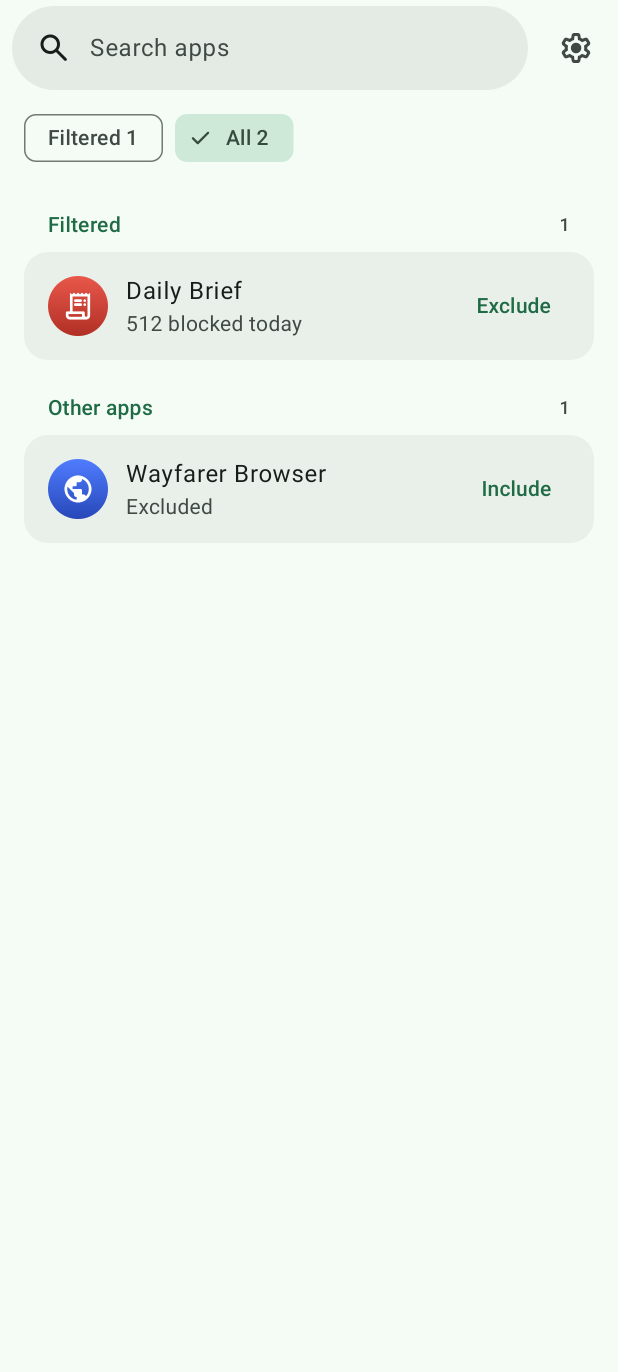 Search apps
Filtered 1
All 2
Filtered 1
Daily Brief
512 blocked today
Exclude
Other apps 1
Wayfarer Browser
Excluded
Include